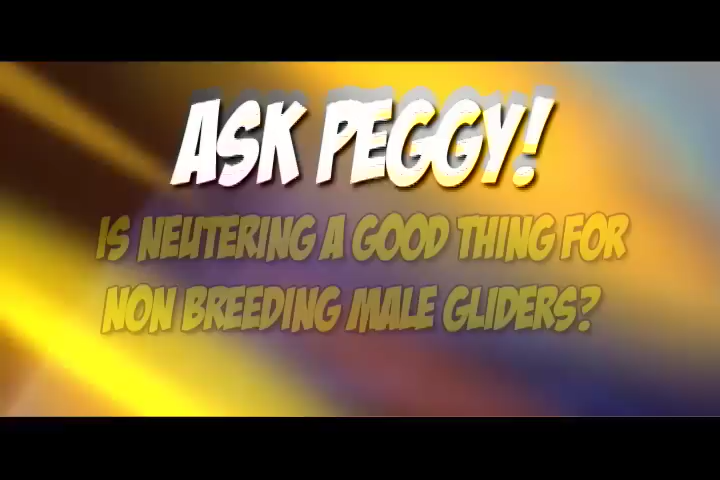 ASK PEGGY!
IS NEUTERING A GOOD THING FOR
NON BREEDING MALE GLIDERS?